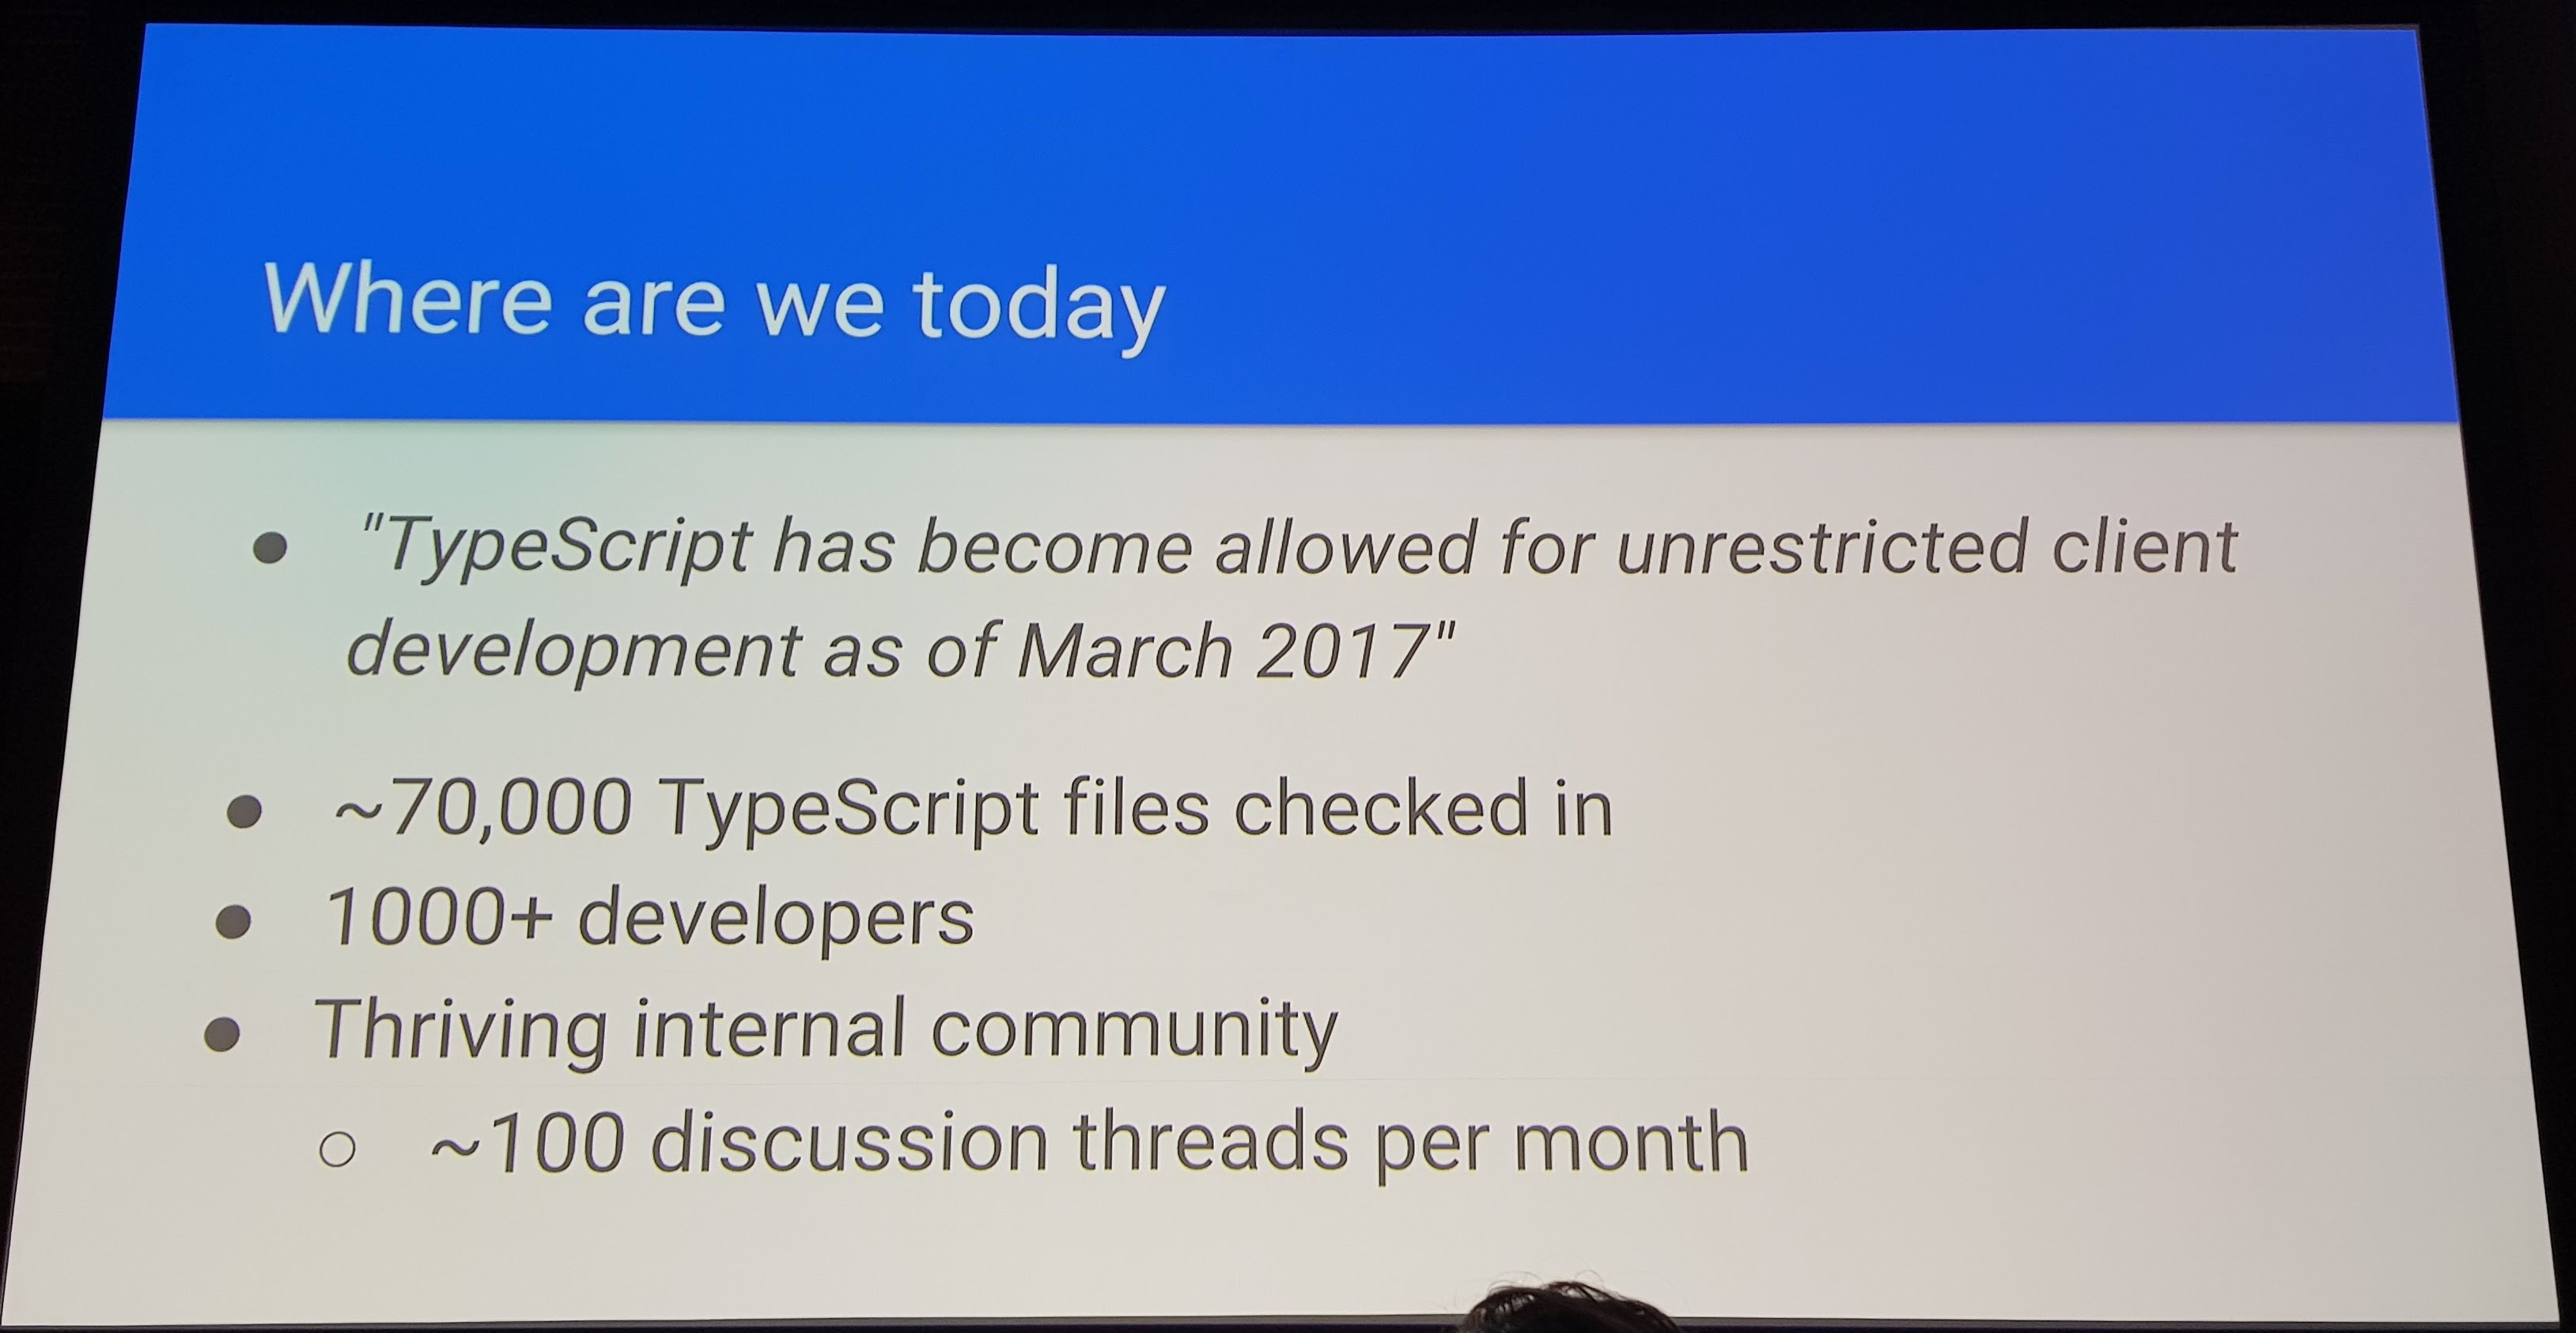 Where are we today
● "TypeScript has become allowed for unrestricted client
development as of March 2017"
● ~70,000 TypeScript files checked in
● 1000+ developers
● Thriving internal community
○ ~100 discussion threads per month